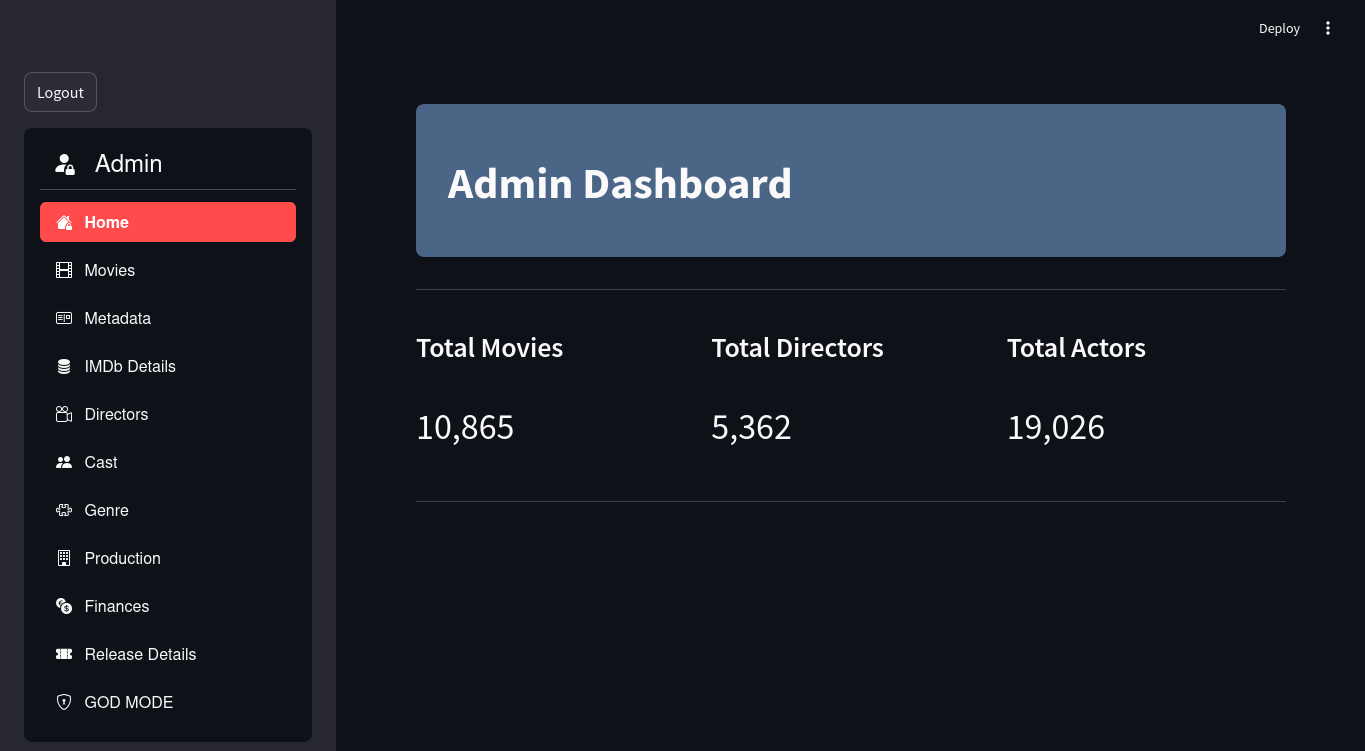 Deploy
Logout
Admin
Home
Movies
Metadata
IMDb Details
Directors
Cast
Genre
Production
Finances
Release Details
GOD MODE
Admin Dashboard
Total Movies
10,865
Total Directors
5,362
Total Actors
19,026